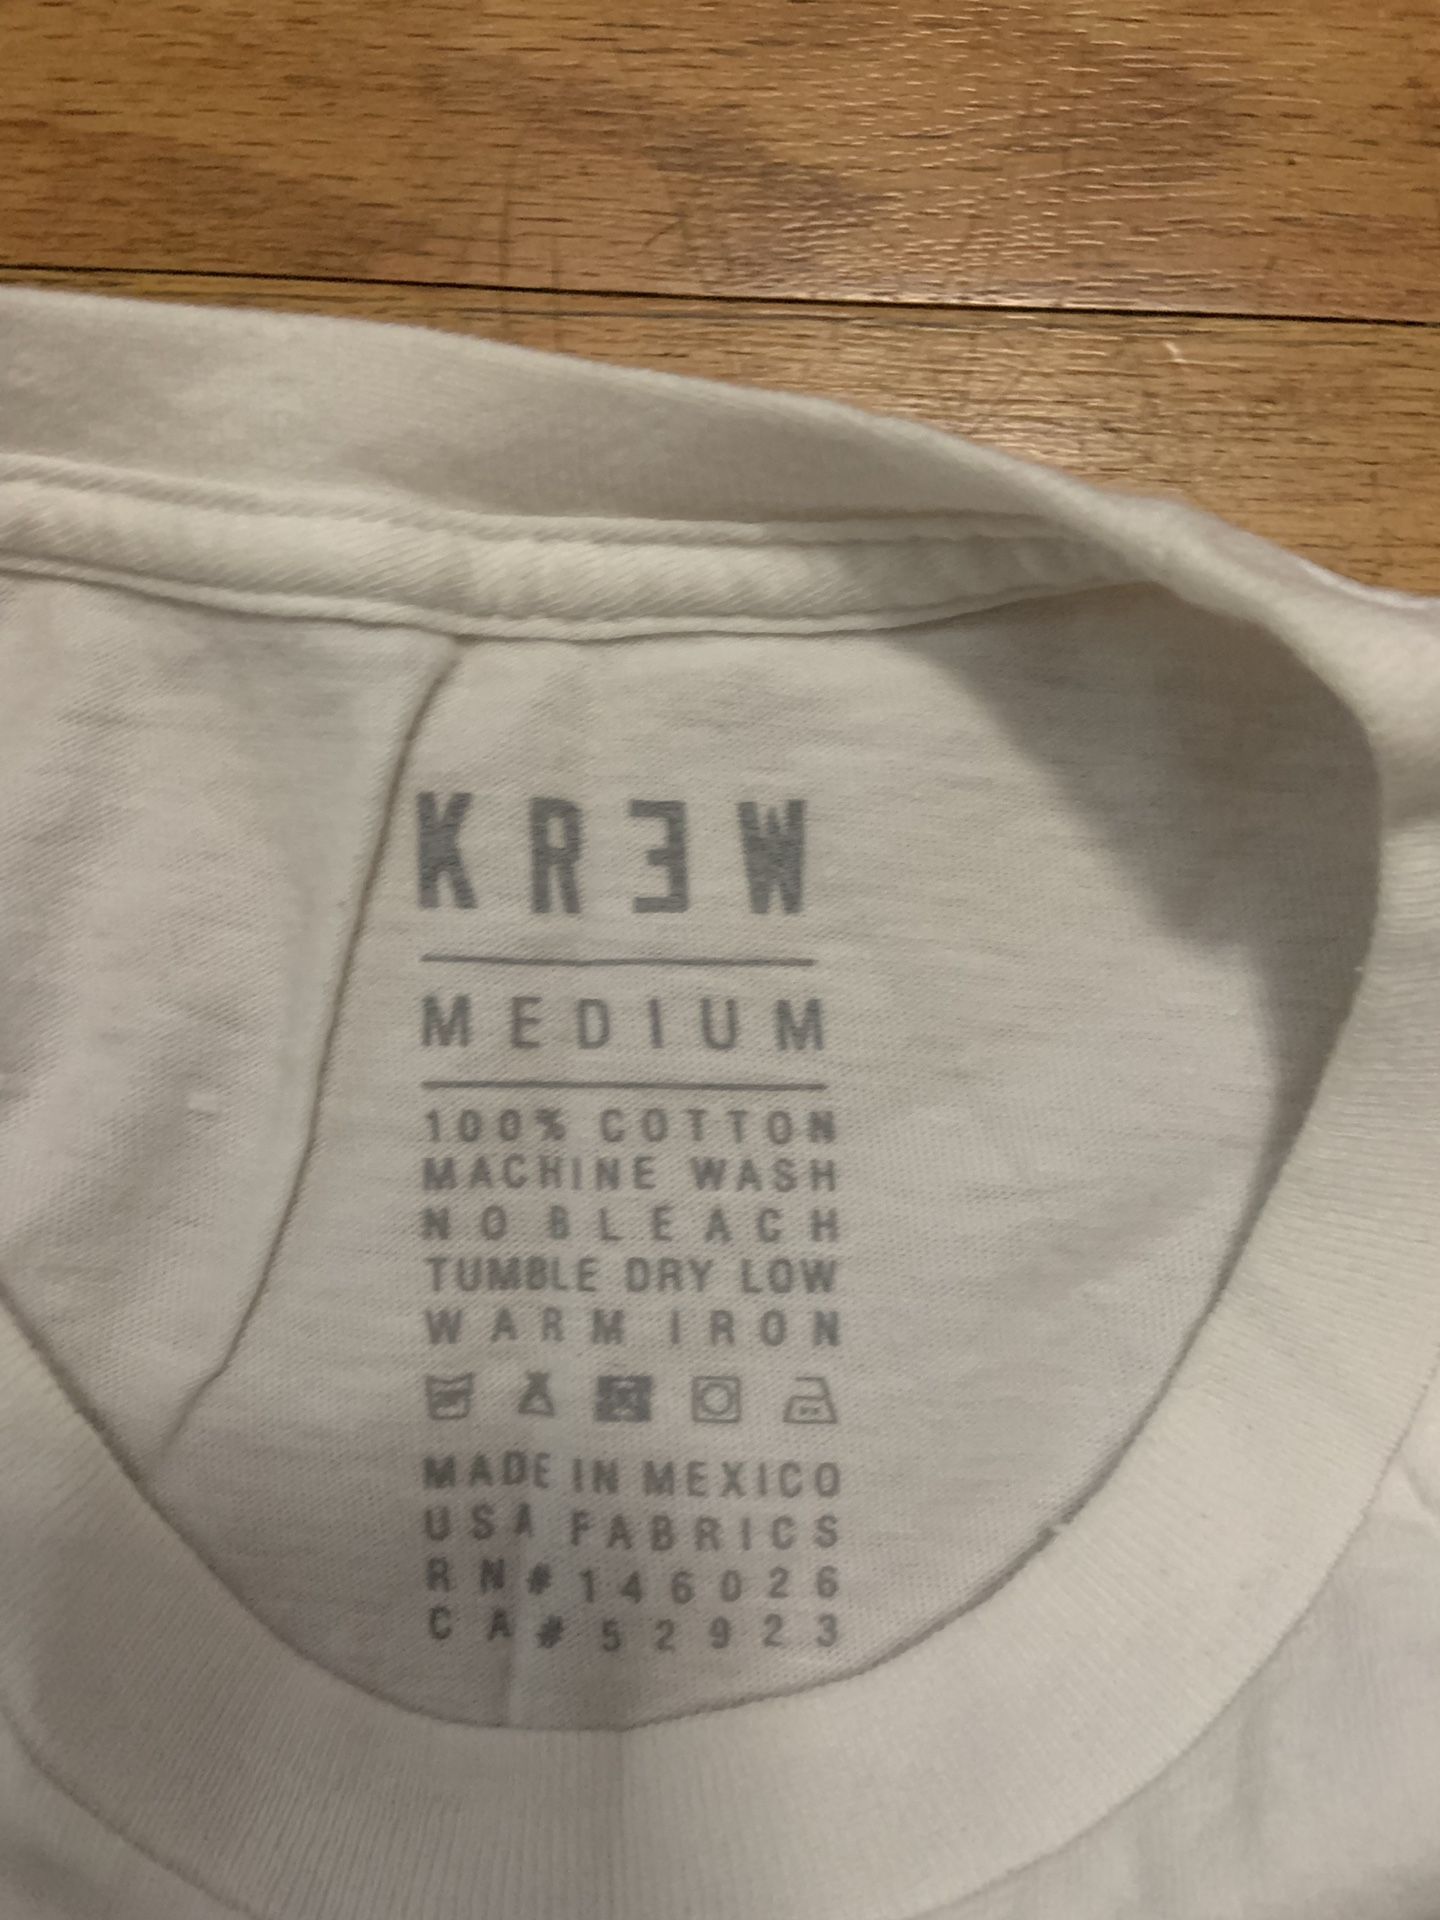 KRƎW
MEDIUM
100% COTTON
MACHINE WASH
NO BLEACH
TUMBLE DRY LOW
WARM IRON
MADE IN MEXICO
USA FABRICS
RN#146026
CA#52923